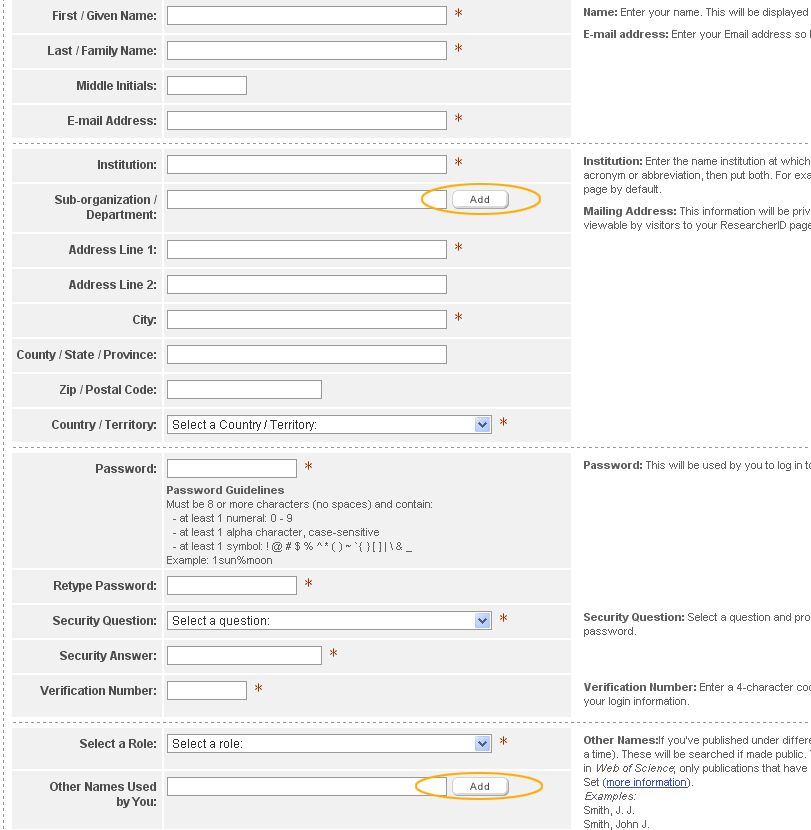 First / Given Name: *
Last / Family Name: *
Middle Initials:
E-mail Address: *
Name: Enter your name. This will be displayed
E-mail address: Enter your Email address so
Institution: *
Sub-organization /
Department:
Add
Address Line 1: *
Address Line 2:
City: *
County / State / Province:
Zip / Postal Code:
Country / Territory: Select a Country / Territory: *
Institution: Enter the name institution at which
acronym or abbreviation, then put both. For exa
page by default.
Mailing Address: This information will be priv
viewable by visitors to your ResearcherID page
Password: *
Password Guidelines
Must be 8 or more characters (no spaces) and contain:
- at least 1 numeral: 0 - 9
- at least 1 alpha character, case-sensitive
- at least 1 symbol: ! @ # $ % ^ * ( ) ~ ` { } [ ] | \ & _
Example: 1sun%moon
Retype Password: *
Security Question: Select a question: *
Security Answer: *
Verification Number: *
Password: This will be used by you to log in to
Security Question: Select a question and pro
password.
Verification Number: Enter a 4-character cod
your login information.
Select a Role: Select a role: *
Other Names Used
by You:
Add
Other Names:If you've published under differe
a time). These will be searched if made public.
in Web of Science; only publications that have
Set (more information).
Examples:
Smith, J. J.
Smith, John J.